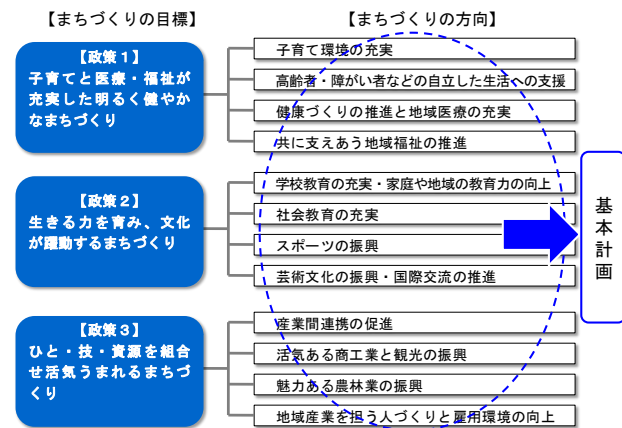 【まちづくりの目標】
【まちづくりの方向】
【政策１】
子育てと医療・福祉が
充実した明るく健やか
なまちづくり
子育て環境の充実
高齢者・障がい者などの自立した生活への支援
健康づくりの推進と地域医療の充実
共に支えあう地域福祉の推進
【政策２】
生きる力を育み、文化
が躍動するまちづくり
学校教育の充実・家庭や地域の教育力の向上
社会教育の充実
スポーツの振興
芸術文化の振興・国際交流の推進
【政策３】
ひと・技・資源を組合
せ活気うまれるまちづ
くり
産業間連携の促進
活気ある商工業と観光の振興
魅力ある農林業の振興
地域産業を担う人づくりと雇用環境の向上
基本計画